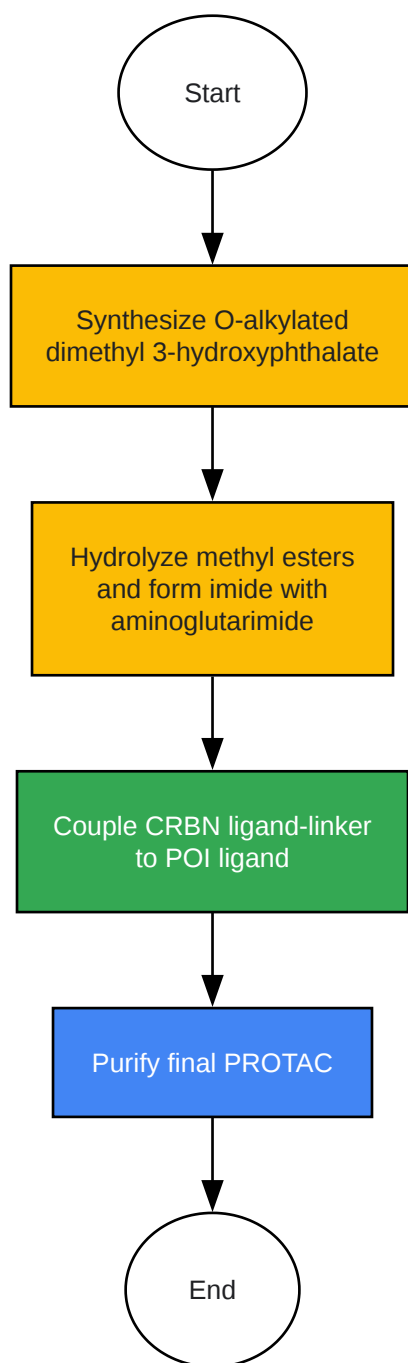 Start
Synthesize O-alkylated
dimethyl 3-hydroxyphthalate
Hydrolyze methyl esters
and form imide with
aminoglutarimide
Couple CRBN ligand-linker
to POI ligand
Purify final PROTAC
End